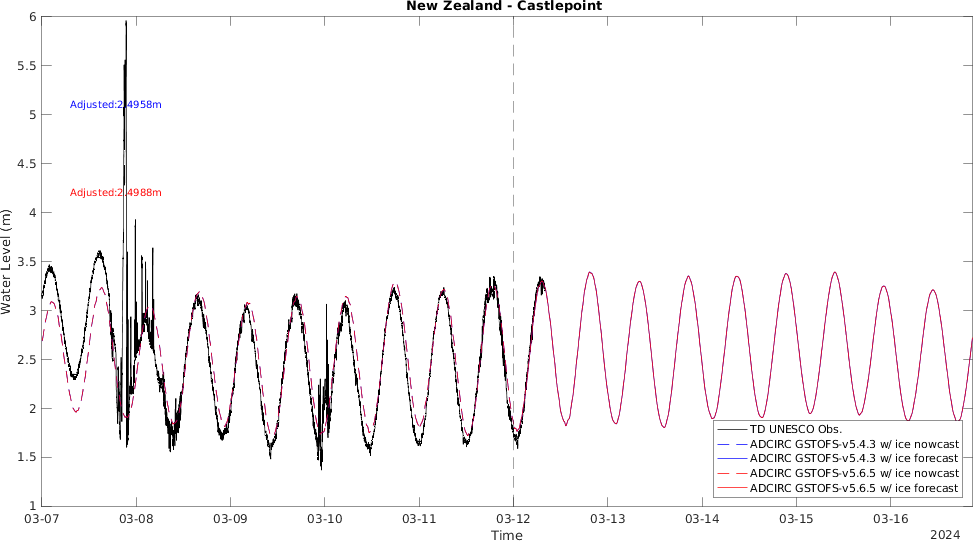 New Zealand - Castlepoint
6
5.5
5
4.5
4
3.5
3
2.5
2
1.5
1
Water Level (m)
Adjusted:2.4958m
Adjusted:2.4988m
TD UNESCO Obs.
ADCIRC GSTOFS-v5.4.3 w/ ice nowcast
ADCIRC GSTOFS-v5.4.3 w/ ice forecast
ADCIRC GSTOFS-v5.6.5 w/ ice nowcast
ADCIRC GSTOFS-v5.6.5 w/ ice forecast
03-07 03-08 03-09 03-10 03-11 03-12 03-13 03-14 03-15 03-16
Time
2024